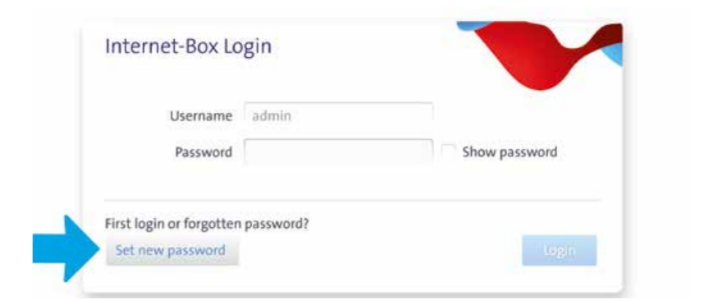 Internet-Box Login
Username admin
Password Show password
First login or forgotten password?
Set new password Login